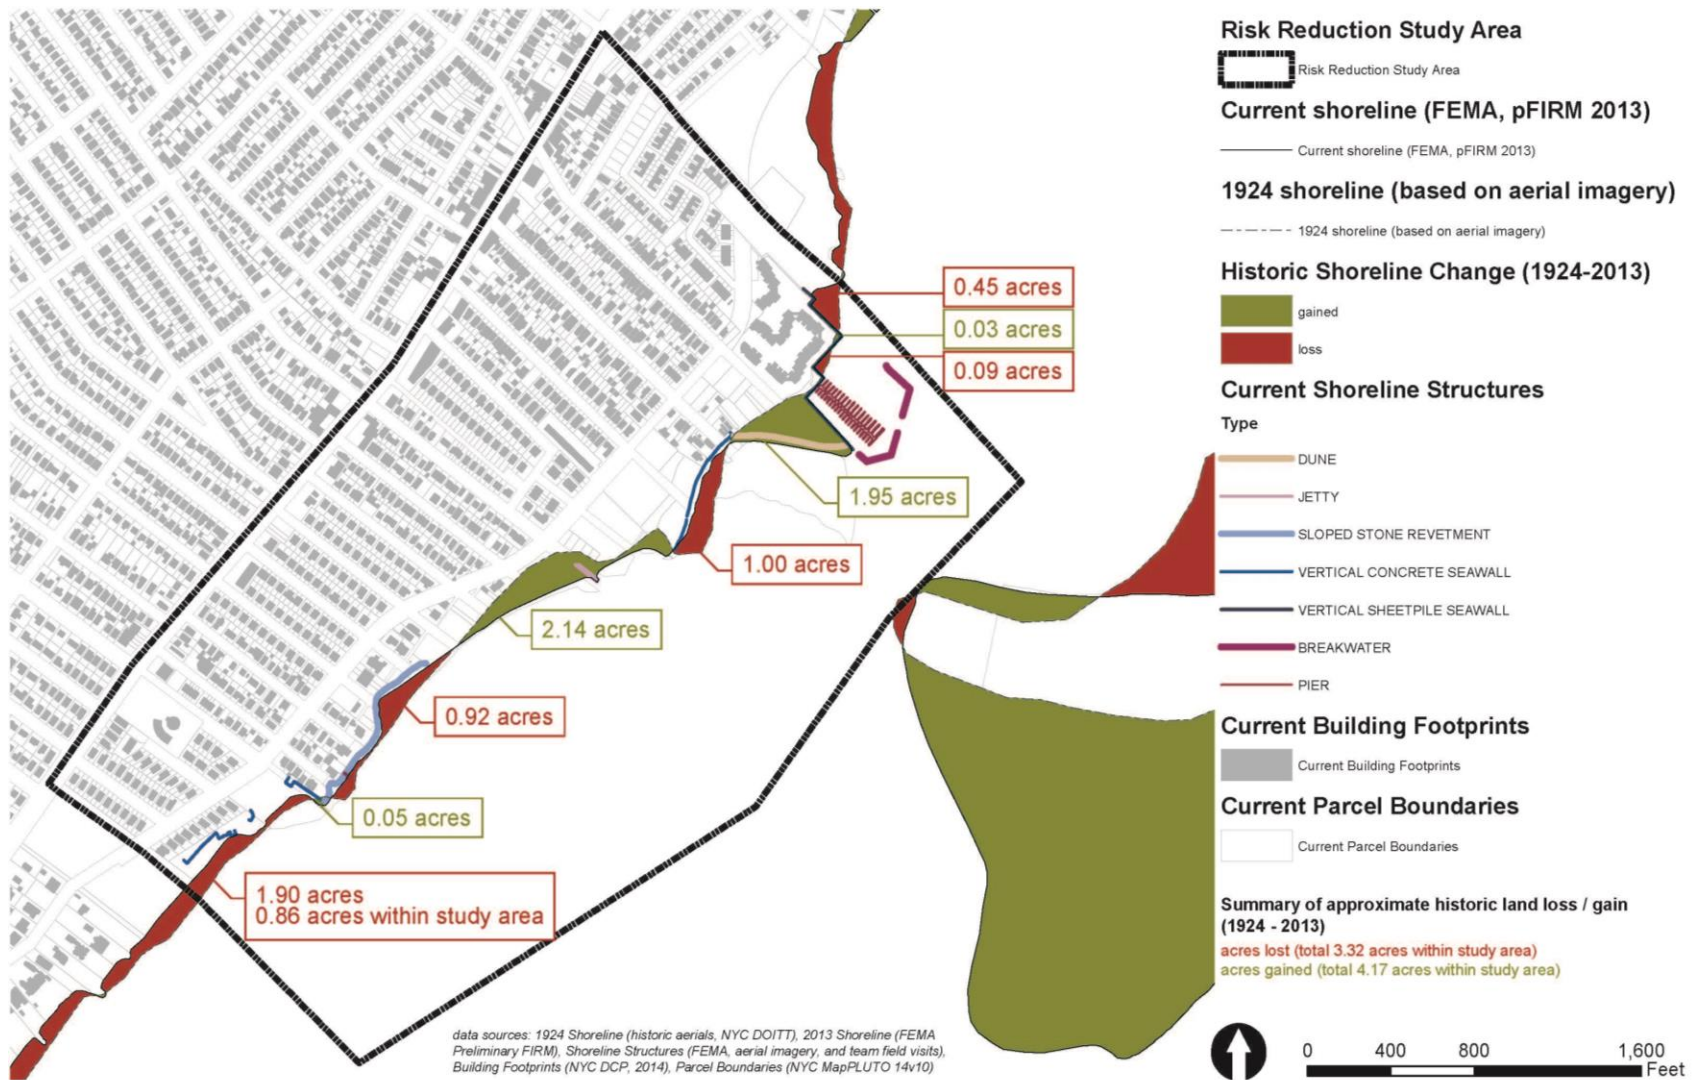 0.45 acres
0.03 acres
0.09 acres
1.95 acres
1.00 acres
2.14 acres
0.92 acres
0.05 acres
1.90 acres
0.86 acres within study area
data sources: 1924 Shoreline (historic aerials, NYC DOITT), 2013 Shoreline (FEMA
Preliminary FIRM), Shoreline Structures (FEMA, aerial imagery, and team field visits),
Building Footprints (NYC DCP, 2014), Parcel Boundaries (NYC MapPLUTO 14v10)
Risk Reduction Study Area
Risk Reduction Study Area
Current shoreline (FEMA, pFIRM 2013)
Current shoreline (FEMA, pFIRM 2013)
1924 shoreline (based on aerial imagery)
1924 shoreline (based on aerial imagery)
Historic Shoreline Change (1924-2013)
gained
loss
Current Shoreline Structures
Type
DUNE
JETTY
SLOPED STONE REVETMENT
VERTICAL CONCRETE SEAWALL
VERTICAL SHEETPILE SEAWALL
BREAKWATER
PIER
Current Building Footprints
Current Building Footprints
Current Parcel Boundaries
Current Parcel Boundaries
Summary of approximate historic land loss / gain
(1924 - 2013)
acres lost (total 3.32 acres within study area)
acres gained (total 4.17 acres within study area)
0 400 800 1,600
Feet